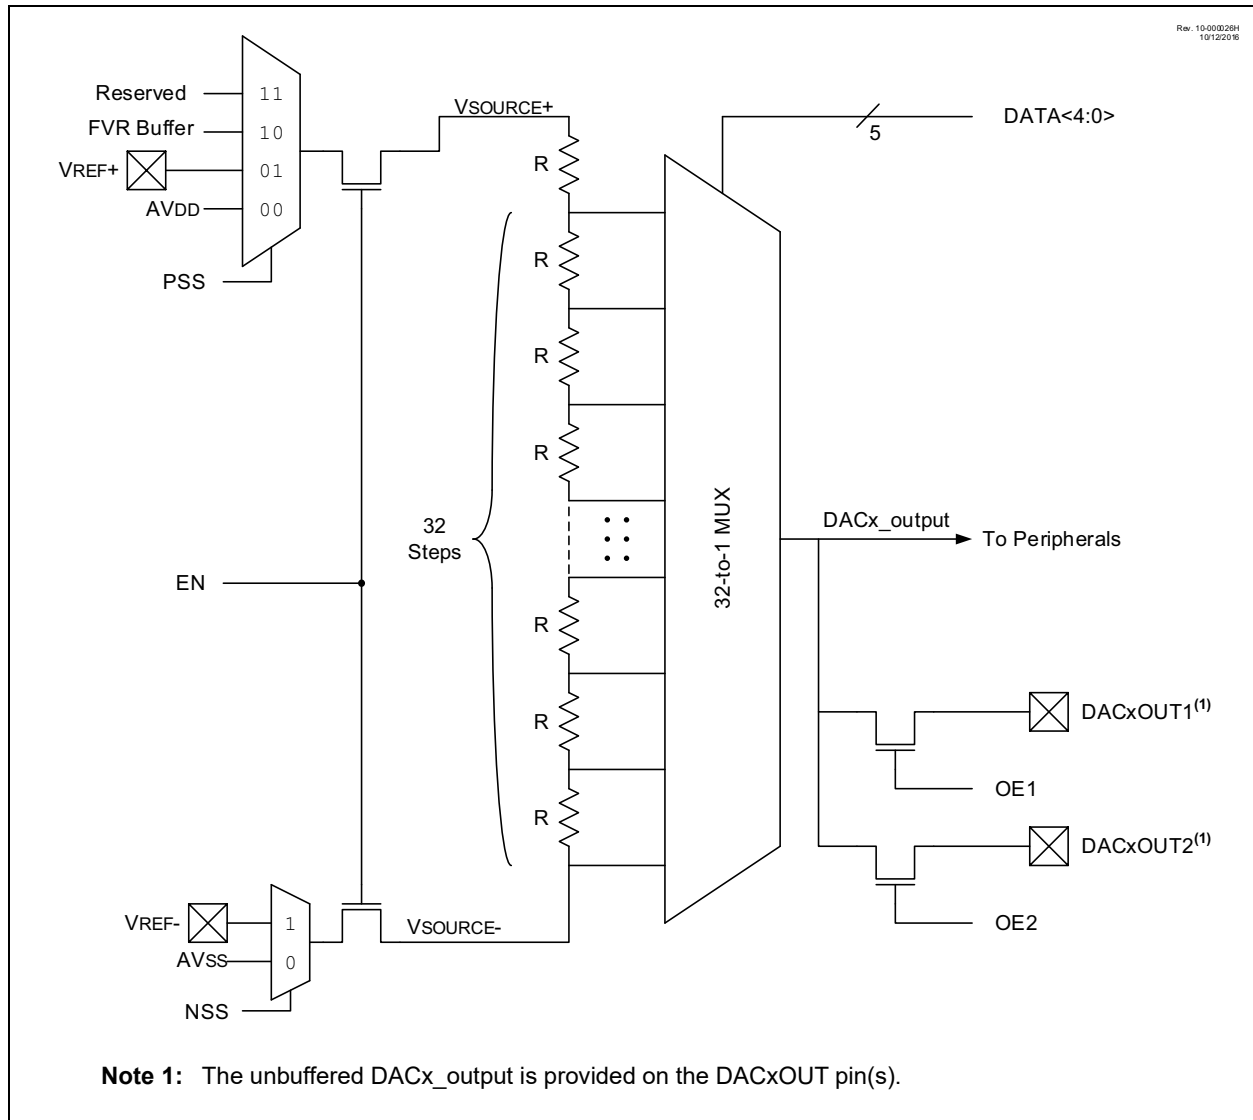 Rev. 10-000026H
10/12/2016
Reserved
11
FVR Buffer
10
VREF+
01
AVDD
00
PSS
VSOURCE+
DATA<4:0>
5
R
R
R
R
32
Steps
32-to-1 MUX
DACx_output
To Peripherals
EN
R
R
R
DACxOUT1(1)
OE1
DACxOUT2(1)
OE2
VREF-
1
AVSS
0
NSS
VSOURCE-
Note 1: The unbuffered DACx_output is provided on the DACxOUT pin(s).